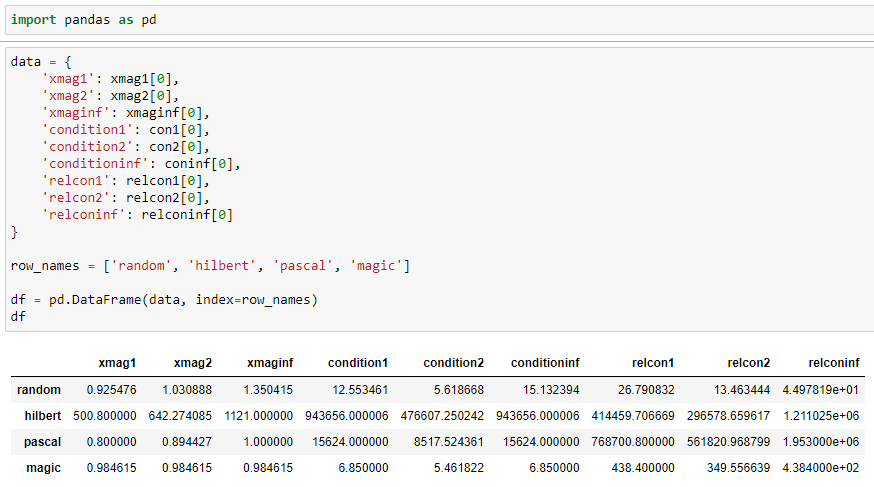 import pandas as pd
data = {
    'xmag1': xmag1[0],
    'xmag2': xmag2[0],
    'xmaginf': xmaginf[0],
    'condition1': con1[0],
    'condition2': con2[0],
    'conditioninf': coninf[0],
    'relcon1': relcon1[0],
    'relcon2': relcon2[0],
    'relconinf': relconinf[0]
}
row_names = ['random', 'hilbert', 'pascal', 'magic']
df = pd.DataFrame(data, index=row_names)
df
xmag1 xmag2 xmaginf condition1 condition2 conditioninf relcon1 relcon2 relconinf
random 0.925476 1.030888 1.350415 12.553461 5.618668 15.132394 26.790832 13.463444 4.497819e+01
hilbert 500.800000 642.274085 1121.000000 943656.000006 476607.250242 943656.000006 414459.706669 296578.659617 1.211025e+06
pascal 0.800000 0.894427 1.000000 15624.000000 8517.524361 15624.000000 768700.800000 561820.968799 1.953000e+06
magic 0.984615 0.984615 0.984615 6.850000 5.461822 6.850000 438.400000 349.556639 4.384000e+02